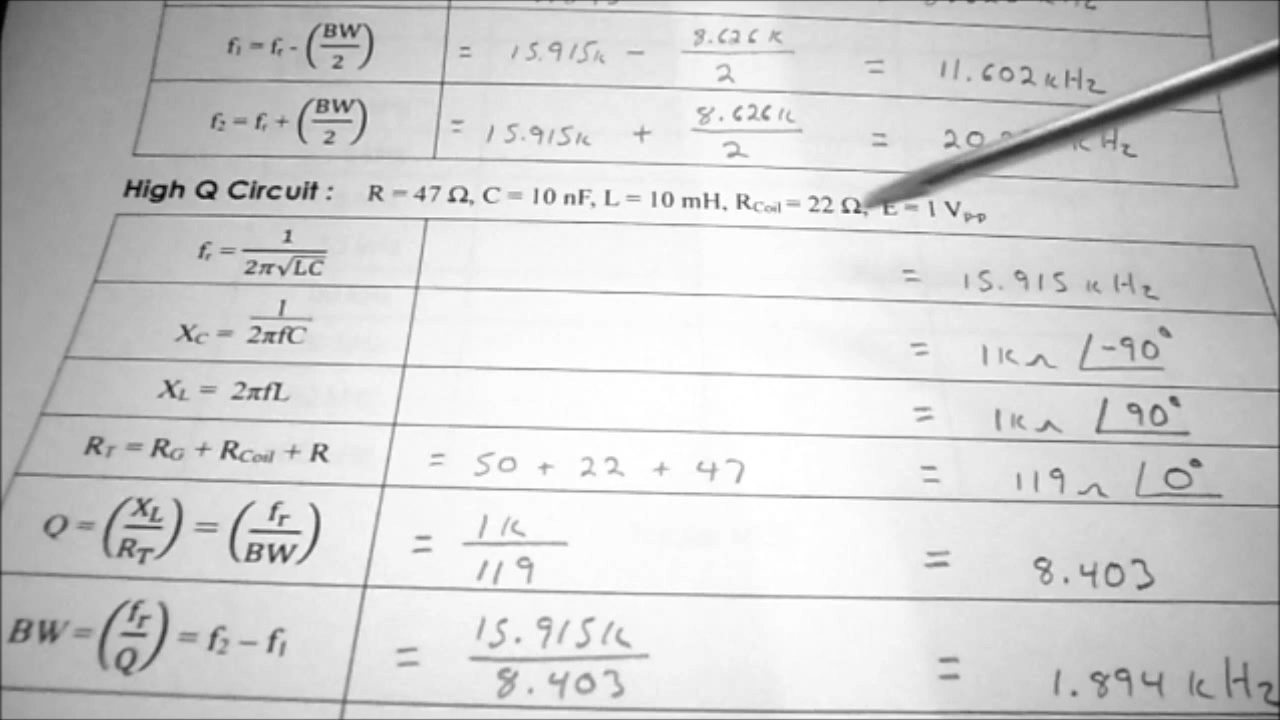 f₁ = fᵣ - (BW/2) = 15.915k - 8.626k/2 = 11.602kHz
f₂ = fᵣ + (BW/2) = 15.915k + 8.626k/2 = kHz
High Q Circuit : R = 47 Ω, C = 10 nF, L = 10 mH, R_Coil = 22 Ω, E = 1 Vₚ₋ₚ
fᵣ = 1/(2π√LC) = 15.915 kHz
X_C = 1/(2πfC) = 1kΩ ∠-90°
X_L = 2πfL = 1kΩ ∠90°
R_T = R_G + R_Coil + R = 50 + 22 + 47 = 119Ω ∠0°
Q = (X_L/R_T) = (fᵣ/BW) = 1k/119 = 8.403
BW = (fᵣ/Q) = f₂ - f₁ = 15.915k/8.403 = 1.894 kHz